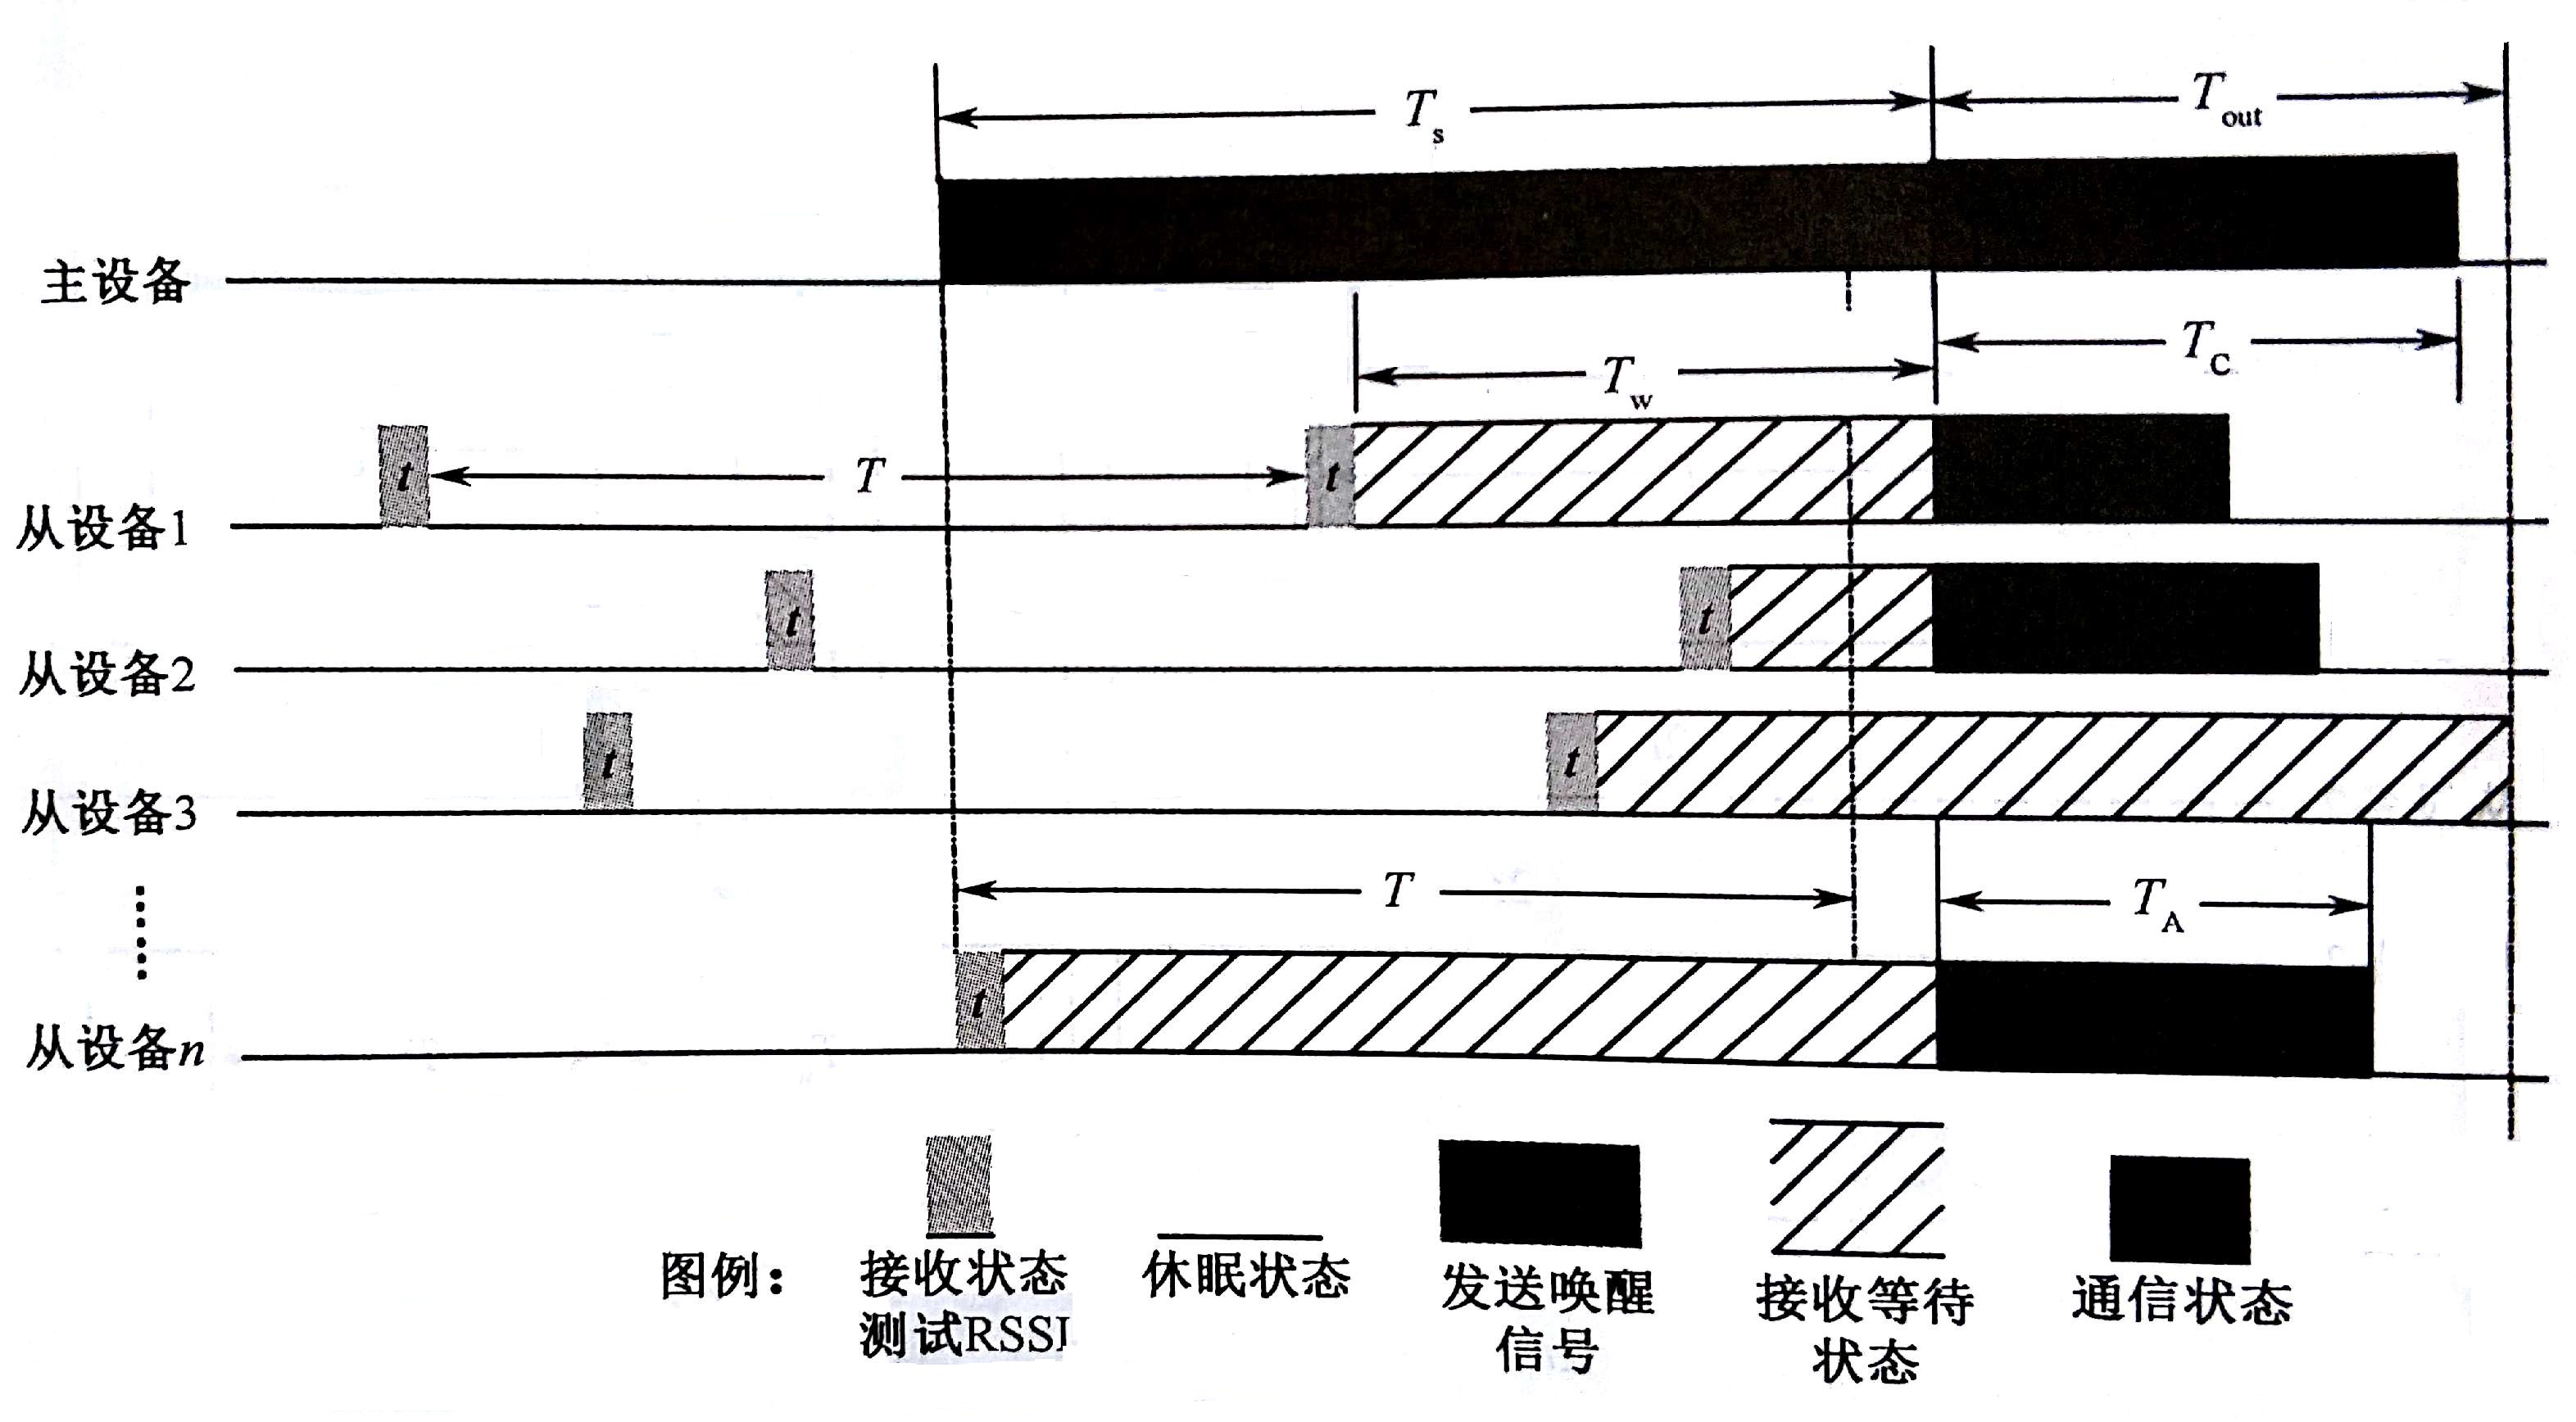 T_s
T_out
主设备
T_w
T_C
t
T
t
从设备1
t
t
从设备2
t
t
从设备3
T
T_A
t
从设备n
图例：
接收状态
测试RSSI
休眠状态
发送唤醒
信号
接收等待
状态
通信状态